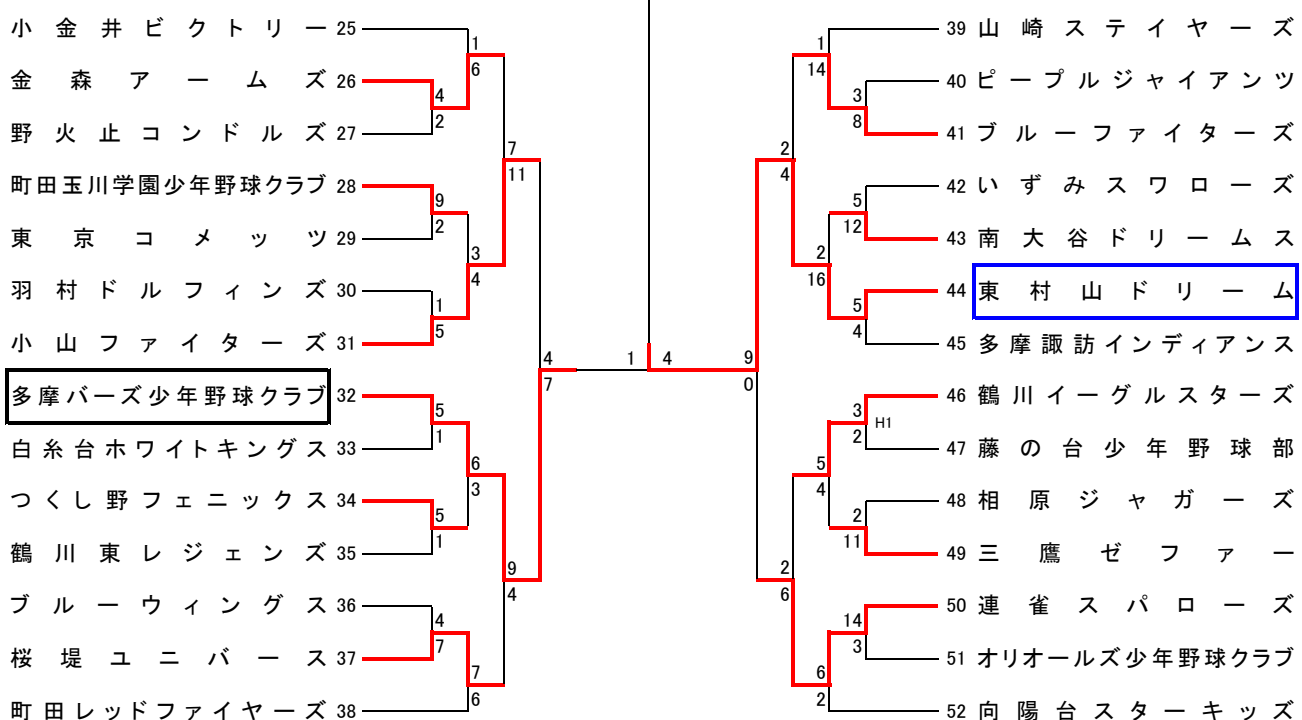 小金井ビクトリー 25
金森アームズ 26
野火止コンドルズ 27
町田玉川学園少年野球クラブ 28
東京コメッツ 29
羽村ドルフィンズ 30
小山ファイターズ 31
多摩バーズ少年野球クラブ 32
白糸台ホワイトキングス 33
つくし野フェニックス 34
鶴川東レジェンズ 35
ブルーウィングス 36
桜堤ユニバース 37
町田レッドファイヤーズ 38
1
6
4
2
7
11
9
2
3
4
1
5
4
7
5
1
6
3
5
1
9
4
4
7
7
6
1 4
9
0
1
14
3
8
2
4
5
12
2
16
5
4
3
H1
2
5
4
2
11
2
6
14
3
6
2
39 山崎ステイヤーズ
40 ピープルジャイアンツ
41 ブルーファイターズ
42 いずみスワローズ
43 南大谷ドリームス
44 東村山ドリーム
45 多摩諏訪インディアンス
46 鶴川イーグルスターズ
47 藤の台少年野球部
48 相原ジャガーズ
49 三鷹ゼファー
50 連雀スパローズ
51 オリオールズ少年野球クラブ
52 向陽台スターキッズ